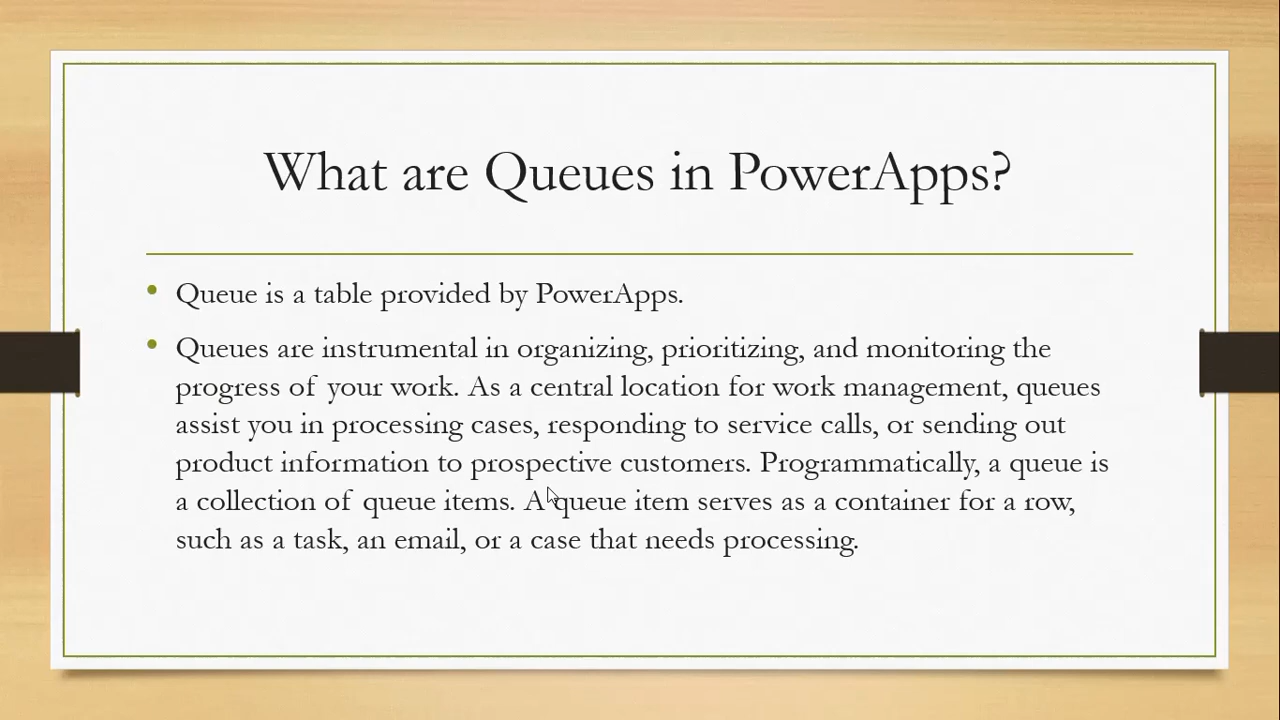 What are Queues in PowerApps?
• Queue is a table provided by PowerApps.
• Queues are instrumental in organizing, prioritizing, and monitoring the
progress of your work. As a central location for work management, queues
assist you in processing cases, responding to service calls, or sending out
product information to prospective customers. Programmatically, a queue is
a collection of queue items. A queue item serves as a container for a row,
such as a task, an email, or a case that needs processing.